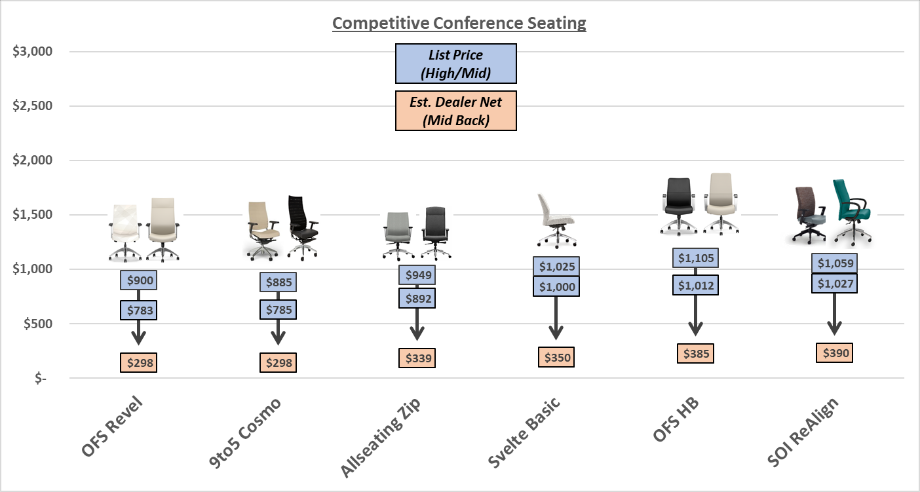 Competitive Conference Seating
$3,000
List Price
(High/Mid)
$2,500
Est. Dealer Net
(Mid Back)
$2,000
$1,500
$1,000
$500
$-
$900
$885
$949
$1,025
$1,105
$1,059
$783
$785
$892
$1,000
$1,012
$1,027
$298
$298
$339
$350
$385
$390
OFS Revel
9to5 Cosmo
Allseating Zip
Svelte Basic
OFS HB
SOI ReAlign